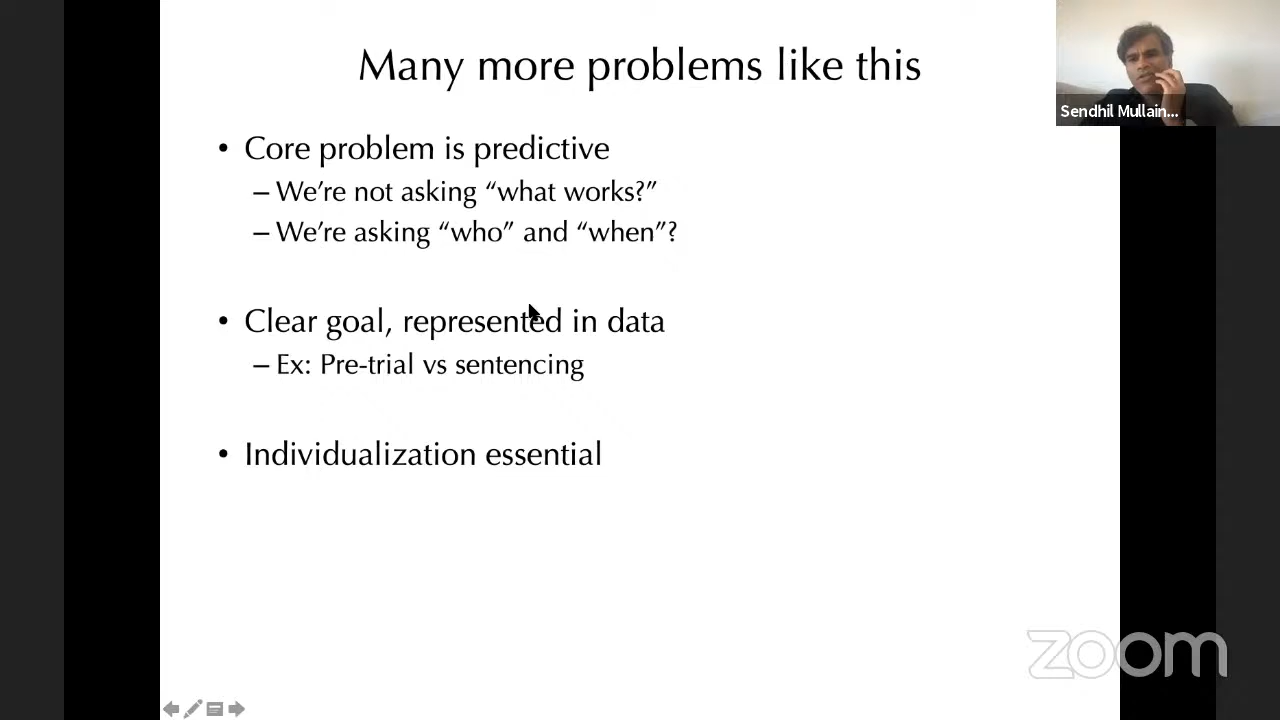 Many more problems like this
Sendhil Mullain...
• Core problem is predictive
– We’re not asking “what works?”
– We’re asking “who” and “when”?
• Clear goal, represented in data
– Ex: Pre-trial vs sentencing
• Individualization essential
zoom